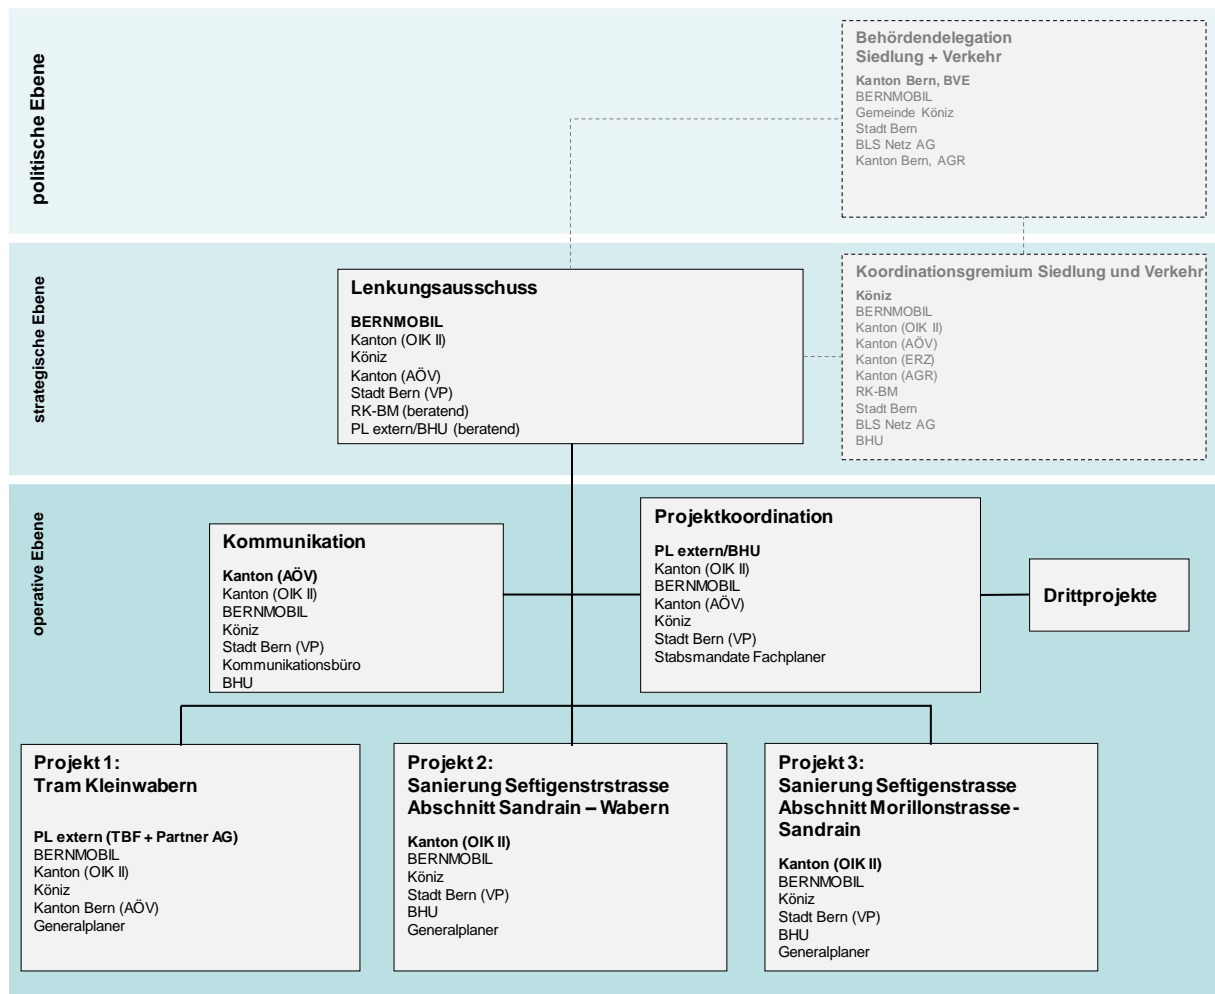 politische Ebene
Behördendelegation
Siedlung + Verkehr
Kanton Bern, BVE
BERNMOBIL
Gemeinde Köniz
Stadt Bern
BLS Netz AG
Kanton Bern, AGR
strategische Ebene
Lenkungsausschuss
BERNMOBIL
Kanton (OIK II)
Köniz
Kanton (AÖV)
Stadt Bern (VP)
RK-BM (beratend)
PL extern/BHU (beratend)
Koordinationsgremium Siedlung und Verkehr
Köniz
BERNMOBIL
Kanton (OIK II)
Kanton (AÖV)
Kanton (ERZ)
Kanton (AGR)
RK-BM
Stadt Bern
BLS Netz AG
BHU
operative Ebene
Kommunikation
Kanton (AÖV)
Kanton (OIK II)
BERNMOBIL
Köniz
Stadt Bern (VP)
Kommunikationsbüro
BHU
Projektkoordination
PL extern/BHU
Kanton (OIK II)
BERNMOBIL
Kanton (AÖV)
Köniz
Stadt Bern (VP)
Stabsmandate Fachplaner
Drittprojekte
Projekt 1:
Tram Kleinwabern
PL extern (TBF + Partner AG)
BERNMOBIL
Kanton (OIK II)
Köniz
Kanton Bern (AÖV)
Generalplaner
Projekt 2:
Sanierung Seftigenstrstrasse
Abschnitt Sandrain – Wabern
Kanton (OIK II)
BERNMOBIL
Köniz
Stadt Bern (VP)
BHU
Generalplaner
Projekt 3:
Sanierung Seftigenstrasse
Abschnitt Morillonstrasse-
Sandrain
Kanton (OIK II)
BERNMOBIL
Köniz
Stadt Bern (VP)
BHU
Generalplaner